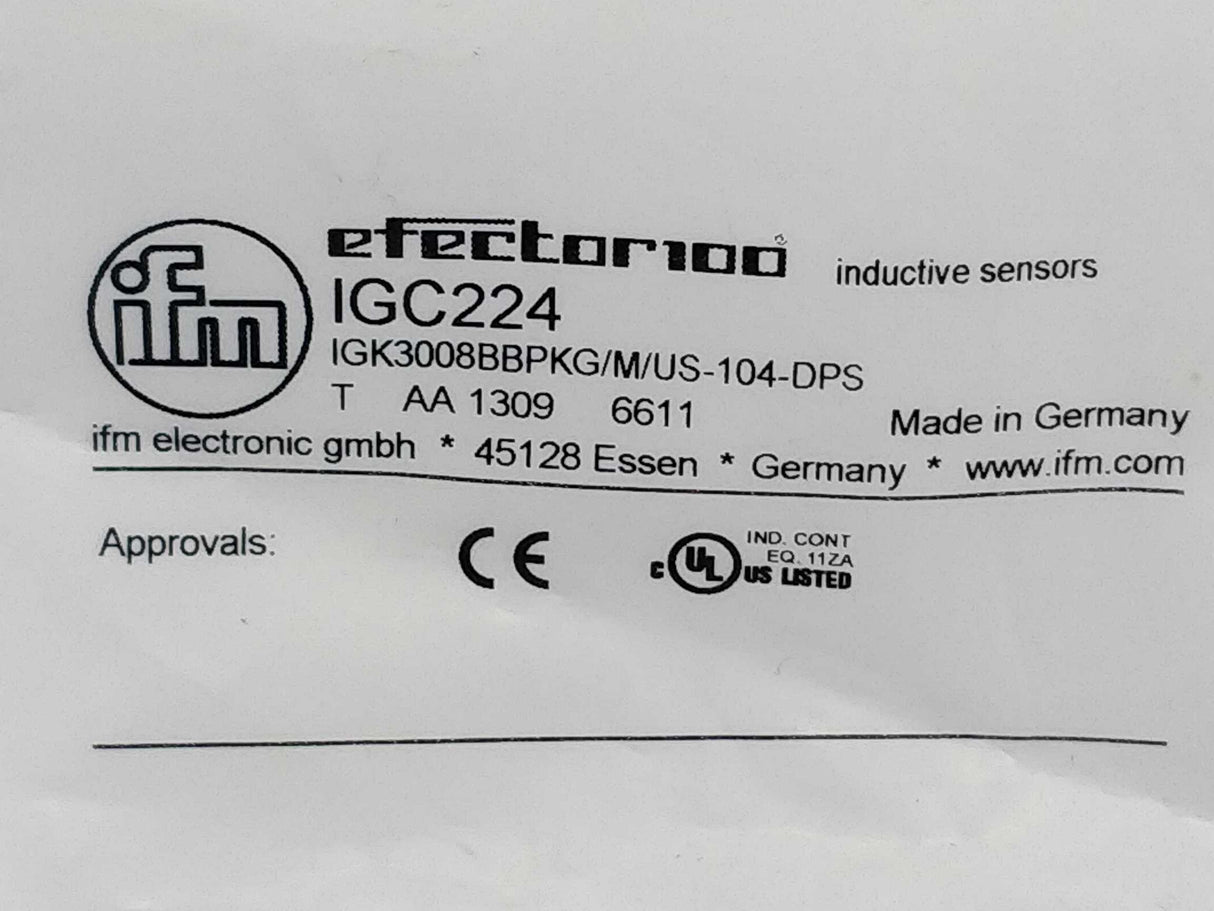 ifm
efector100®
inductive sensors
IGC224
IGK3008BBPKG/M/US-104-DPS
T AA 1309 6611
Made in Germany
ifm electronic gmbh * 45128 Essen * Germany * www.ifm.com
Approvals:
CE
IND. CONT
EQ. 11ZA
c UL US LISTED